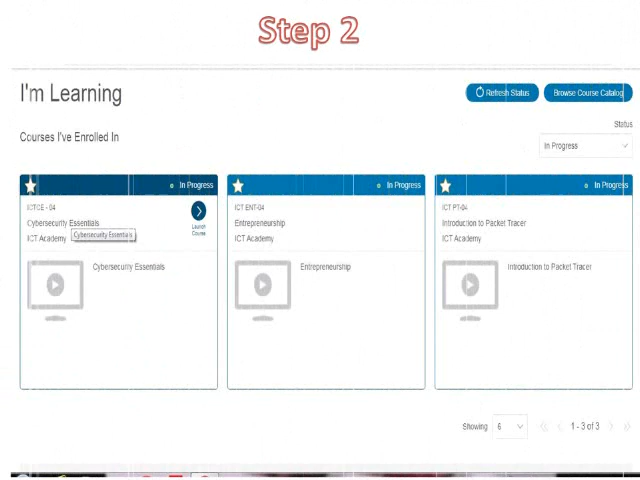 Step 2
I'm Learning
Refresh Status
Browse Course Catalog
Status
Courses I've Enrolled In
In Progress
In Progress
In Progress
In Progress
ICTCE - 04
Cybersecurity Essentials
ICT Academy
Cybersecurity Essentials
Launch
Course
Cybersecurity Essentials
ICT ENT-04
Entrepreneurship
ICT Academy
Entrepreneurship
ICT PT-04
Introduction to Packet Tracer
ICT Academy
Introduction to Packet Tracer
Showing 6 1 - 3 of 3